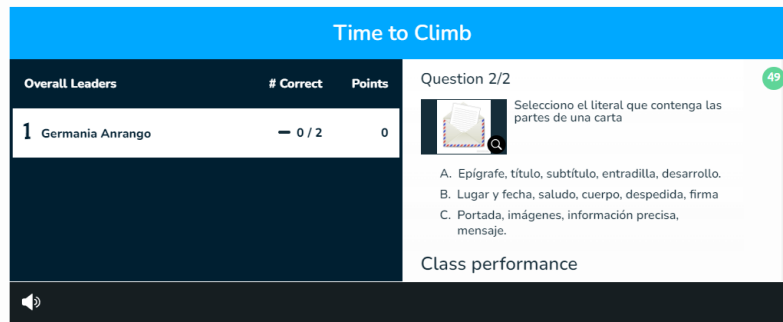 Time to Climb
Overall Leaders # Correct Points
1 Germania Anrango 0 / 2 0
Question 2/2
49
Selecciono el literal que contenga las
partes de una carta
A. Epígrafe, título, subtítulo, entradilla, desarrollo.
B. Lugar y fecha, saludo, cuerpo, despedida, firma
C. Portada, imágenes, información precisa,
mensaje.
Class performance